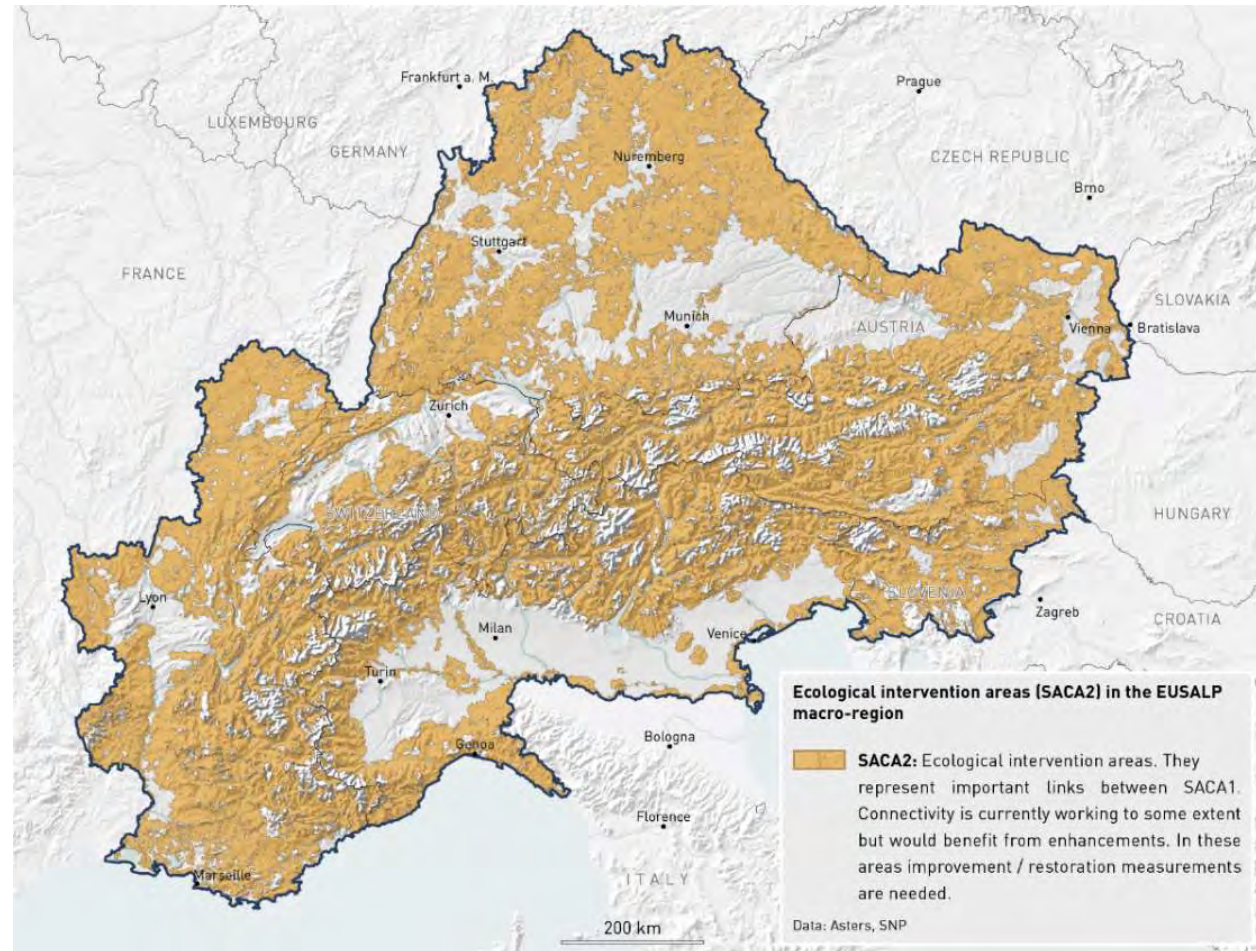 Frankfurt a. M.
Prague
LUXEMBOURG
GERMANY
CZECH REPUBLIC
Nuremberg
Brno
Stuttgart
FRANCE
SLOVAKIA
Munich
AUSTRIA
Vienna
Bratislava
Zürich
SWITZERLAND
HUNGARY
SLOVENIA
Lyon
Zagreb
CROATIA
Milan
Venice
Turin
Genoa
Bologna
Florence
Marseille
ITALY
200 km
Ecological intervention areas (SACA2) in the EUSALP
macro-region
SACA2: Ecological intervention areas. They
represent important links between SACA1.
Connectivity is currently working to some extent
but would benefit from enhancements. In these
areas improvement / restoration measurements
are needed.
Data: Asters, SNP